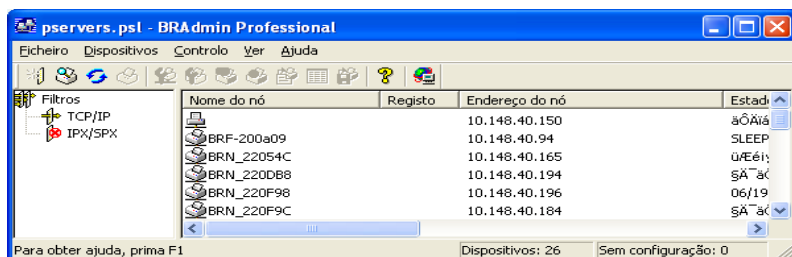 pservers.psl - BRAdmin Professional
Ficheiro Dispositivos Controlo Ver Ajuda
Filtros
TCP/IP
IPX/SPX
Nome do nó Registo Endereço do nó Estad
10.148.40.150
BRF-200a09 10.148.40.94 SLEEP
BRN_22054C 10.148.40.165
BRN_220DB8 10.148.40.194
BRN_220F98 10.148.40.196 06/19
BRN_220F9C 10.148.40.184
Para obter ajuda, prima F1 Dispositivos: 26 Sem configuração: 0